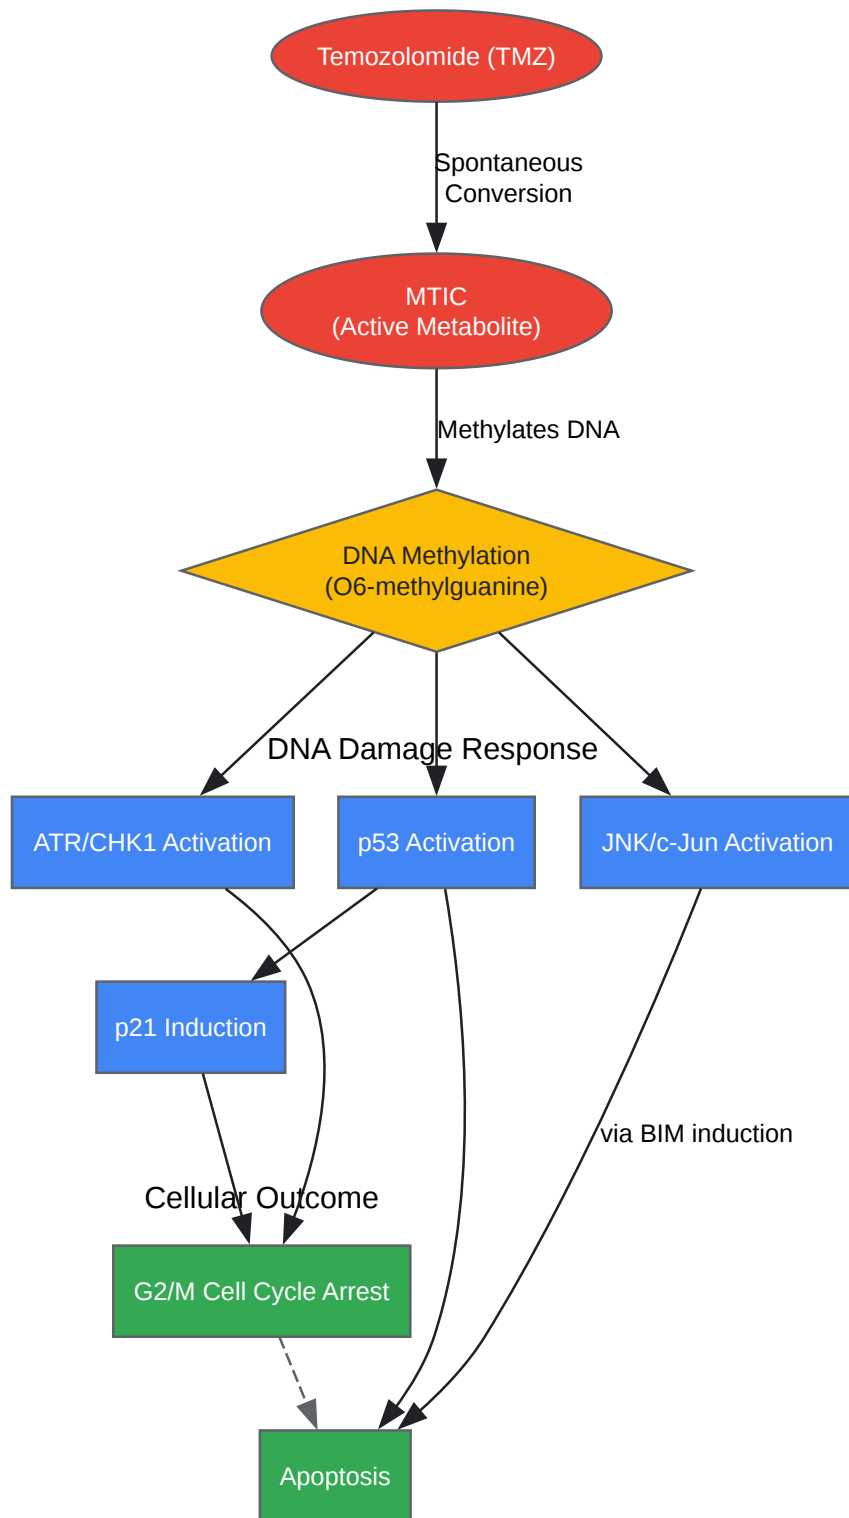 Temozolomide (TMZ)
Spontaneous
Conversion
MTIC
(Active Metabolite)
Methylates DNA
DNA Methylation
(O6-methylguanine)
DNA Damage Response
ATR/CHK1 Activation
p53 Activation
JNK/c-Jun Activation
p21 Induction
via BIM induction
Cellular Outcome
G2/M Cell Cycle Arrest
Apoptosis